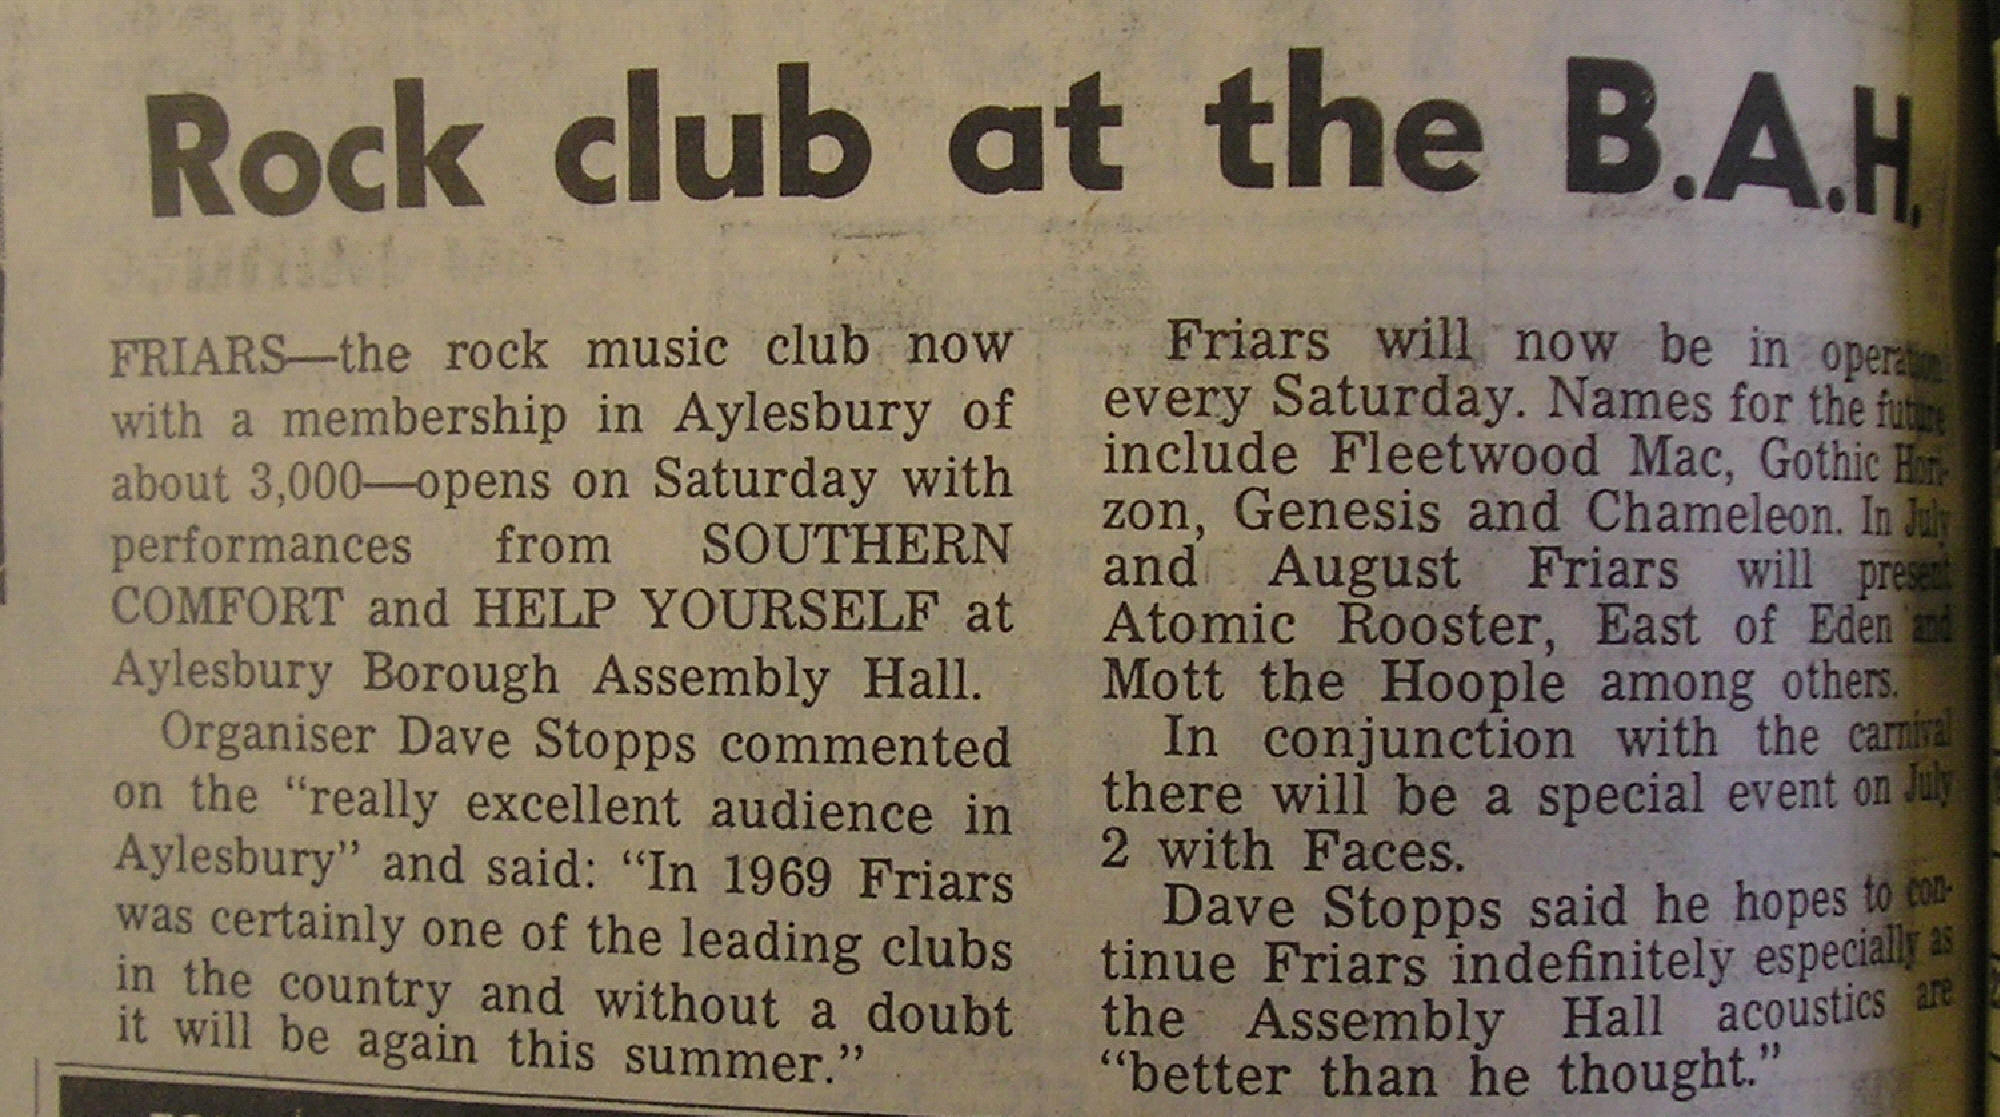 Rock club at the B.A.H.
FRIARS—the rock music club now
with a membership in Aylesbury of
about 3,000—opens on Saturday with
performances from SOUTHERN
COMFORT and HELP YOURSELF at
Aylesbury Borough Assembly Hall.
Organiser Dave Stopps commented
on the “really excellent audience in
Aylesbury” and said: “In 1969 Friars
was certainly one of the leading clubs
in the country and without a doubt
it will be again this summer.”
Friars will now be in operation
every Saturday. Names for the future
include Fleetwood Mac, Gothic Hori-
zon, Genesis and Chameleon. In July
and August Friars will present
Atomic Rooster, East of Eden and
Mott the Hoople among others.
In conjunction with the carnival
there will be a special event on July
2 with Faces.
Dave Stopps said he hopes to con-
tinue Friars indefinitely especially as
the Assembly Hall acoustics are
“better than he thought.”